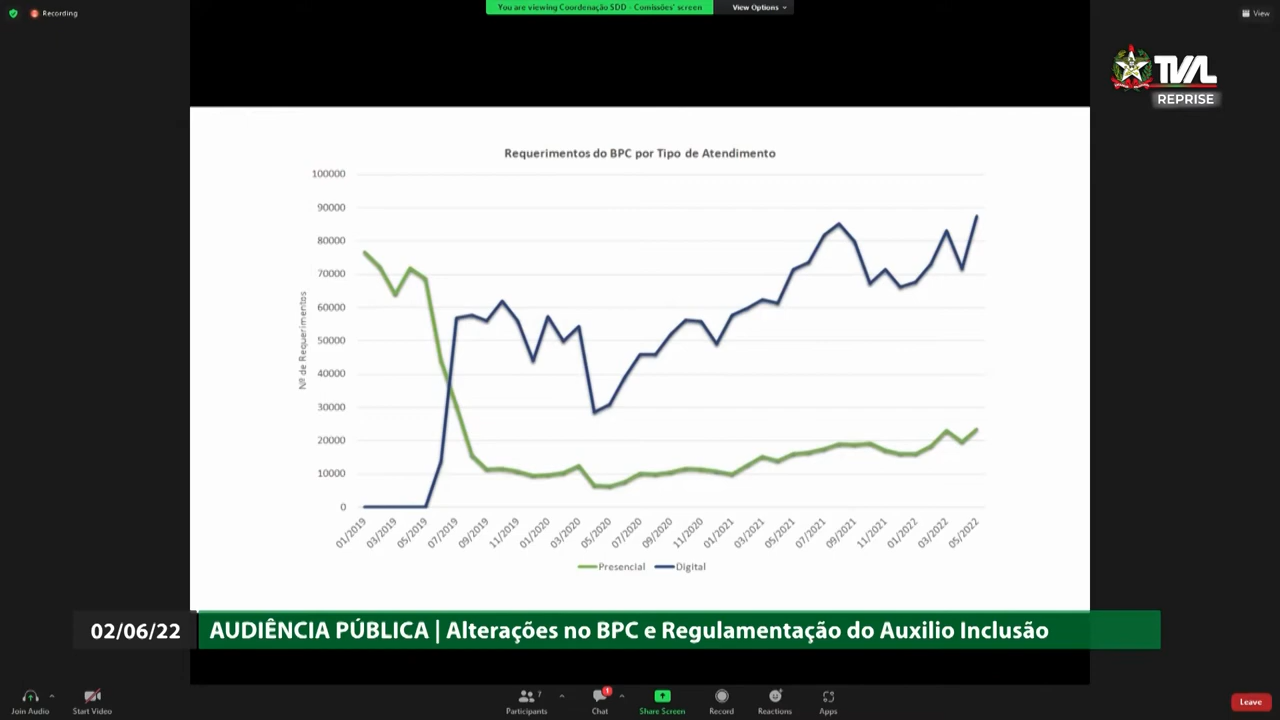 Recording
You are viewing Coordenação SDD - Comissões' screen
View Options
View
TVAL
REPRISE
Requerimentos do BPC por Tipo de Atendimento
100000
90000
80000
70000
60000
50000
40000
30000
20000
10000
0
Nº de Requerimentos
01/2019
03/2019
05/2019
07/2019
09/2019
11/2019
01/2020
03/2020
05/2020
07/2020
09/2020
11/2020
01/2021
03/2021
05/2021
07/2021
09/2021
11/2021
01/2022
03/2022
05/2022
Presencial
Digital
02/06/22
AUDIÊNCIA PÚBLICA | Alterações no BPC e Regulamentação do Auxilio Inclusão
Join Audio
Start Video
7
Participants
1
Chat
Share Screen
Record
Reactions
Apps
Leave